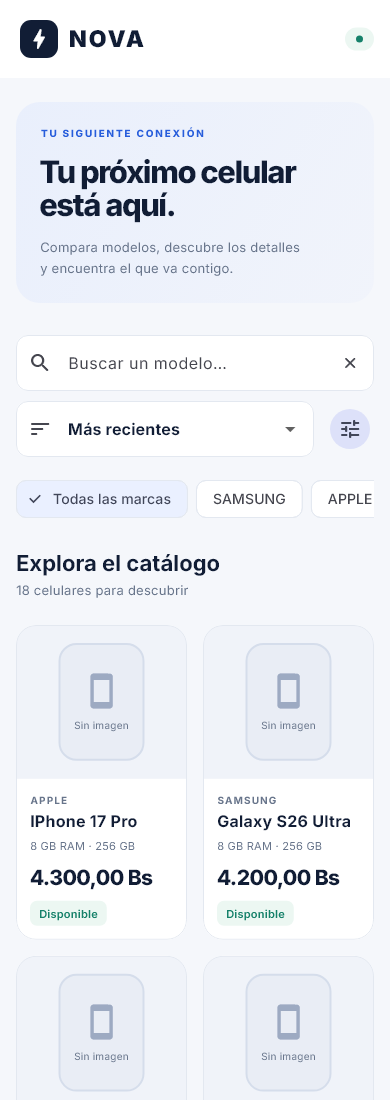 NOVA
TU SIGUIENTE CONEXIÓN
Tu próximo celular
está aquí.
Compara modelos, descubre los detalles
y encuentra el que va contigo.
Buscar un modelo...
Más recientes
Todas las marcas
SAMSUNG
APPLE
Explora el catálogo
18 celulares para descubrir
Sin imagen
APPLE
IPhone 17 Pro
8 GB RAM · 256 GB
4.300,00 Bs
Disponible
Sin imagen
SAMSUNG
Galaxy S26 Ultra
8 GB RAM · 256 GB
4.200,00 Bs
Disponible
Sin imagen
Sin imagen